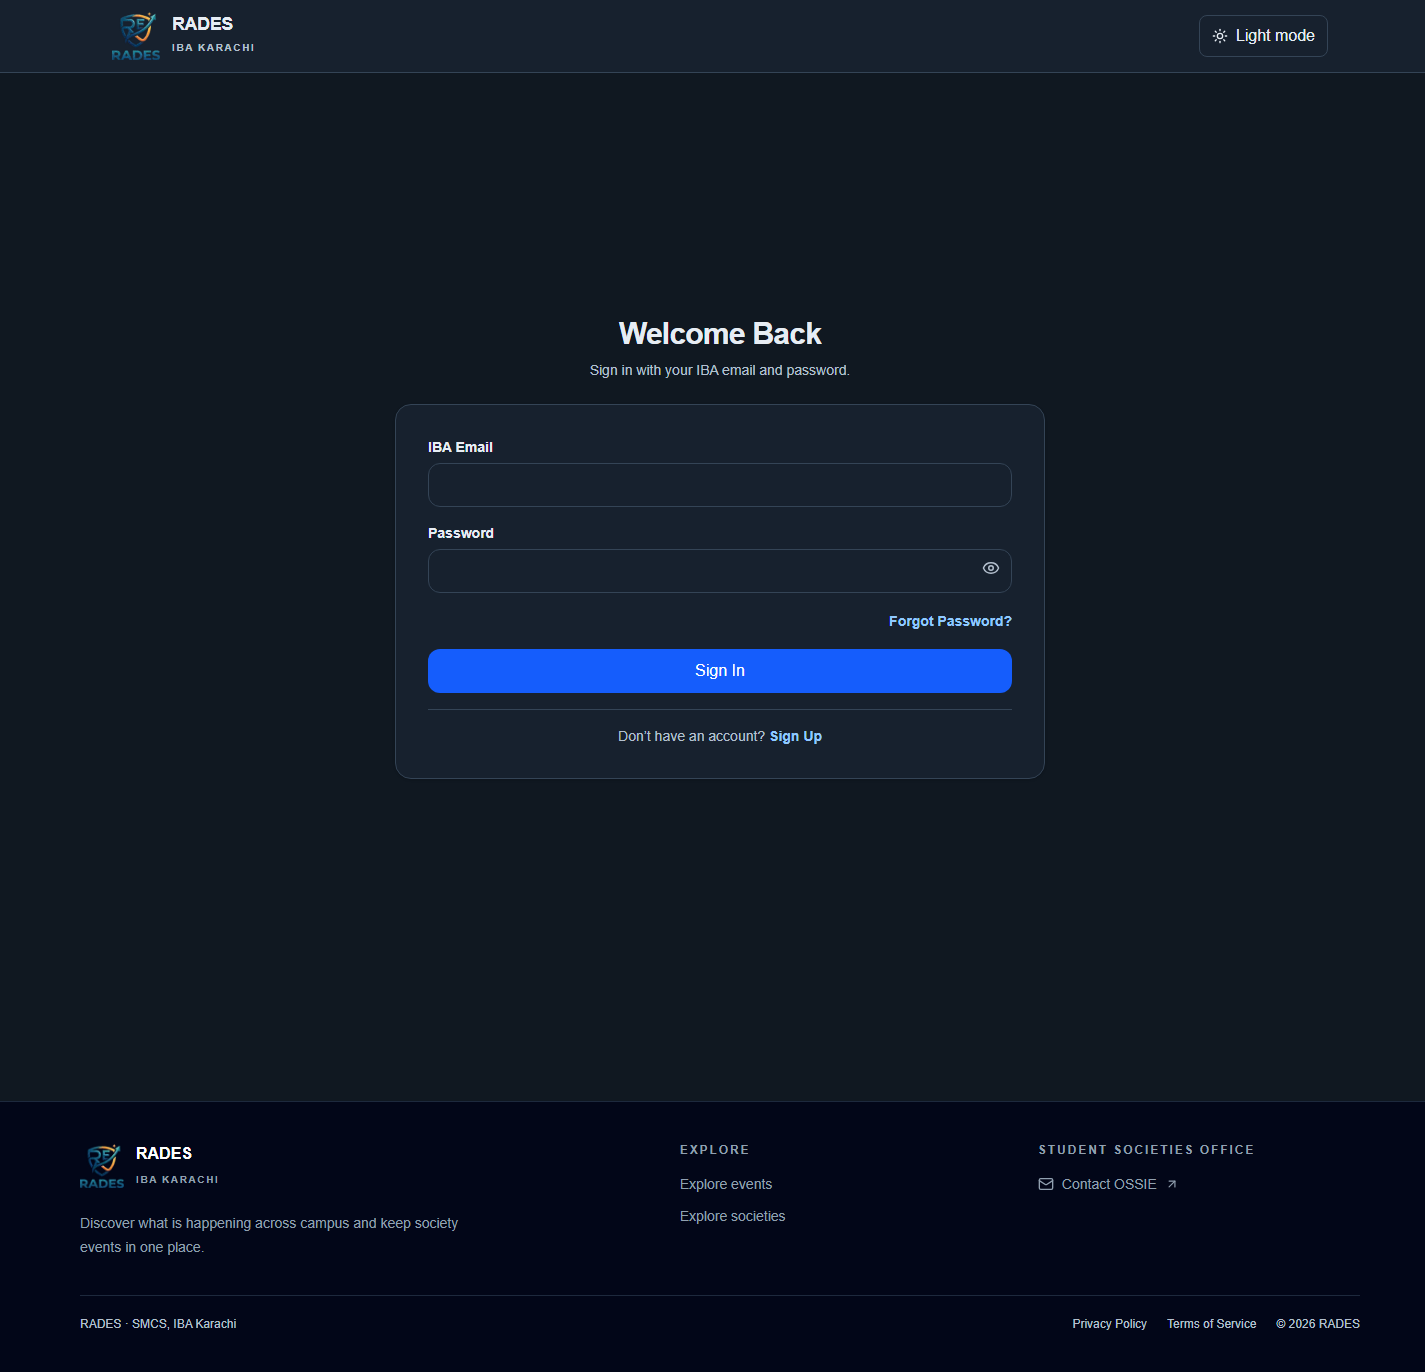 RADES
RADES
IBA KARACHI
Light mode
Welcome Back
Sign in with your IBA email and password.
IBA Email
Password
Forgot Password?
Sign In
Don't have an account? Sign Up
RADES
RADES
IBA KARACHI
Discover what is happening across campus and keep society
events in one place.
EXPLORE
Explore events
Explore societies
STUDENT SOCIETIES OFFICE
Contact OSSIE
RADES · SMCS, IBA Karachi
Privacy Policy
Terms of Service
© 2026 RADES